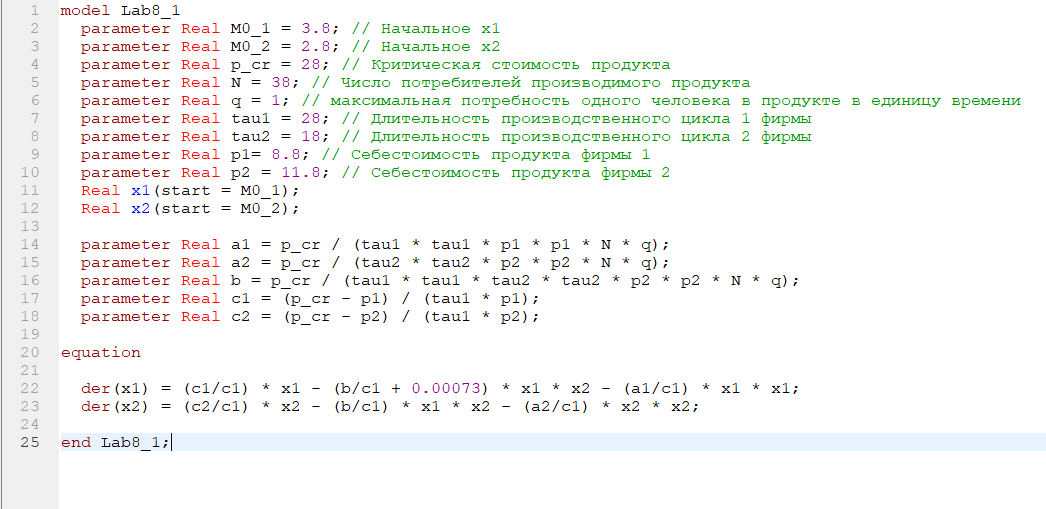 1 model Lab8_1
2 parameter Real M0_1 = 3.8; // Начальное x1
3 parameter Real M0_2 = 2.8; // Начальное x2
4 parameter Real p_cr = 28; // Критическая стоимость продукта
5 parameter Real N = 38; // Число потребителей производимого продукта
6 parameter Real q = 1; // максимальная потребность одного человека в продукте в единицу времени
7 parameter Real tau1 = 28; // Длительность производственного цикла 1 фирмы
8 parameter Real tau2 = 18; // Длительность производственного цикла 2 фирмы
9 parameter Real p1= 8.8; // Себестоимость продукта фирмы 1
10 parameter Real p2 = 11.8; // Себестоимость продукта фирмы 2
11 Real x1(start = M0_1);
12 Real x2(start = M0_2);
13
14 parameter Real a1 = p_cr / (tau1 * tau1 * p1 * p1 * N * q);
15 parameter Real a2 = p_cr / (tau2 * tau2 * p2 * p2 * N * q);
16 parameter Real b = p_cr / (tau1 * tau1 * tau2 * tau2 * p2 * p2 * N * q);
17 parameter Real c1 = (p_cr - p1) / (tau1 * p1);
18 parameter Real c2 = (p_cr - p2) / (tau1 * p2);
19
20 equation
21
22 der(x1) = (c1/c1) * x1 - (b/c1 + 0.00073) * x1 * x2 - (a1/c1) * x1 * x1;
23 der(x2) = (c2/c1) * x2 - (b/c1) * x1 * x2 - (a2/c1) * x2 * x2;
24
25 end Lab8_1;